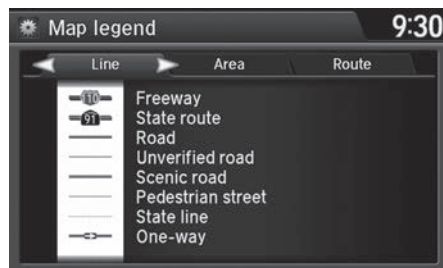 Map legend 9:30
Line Area Route
110 Freeway
91 State route
Road
Unverified road
Scenic road
Pedestrian street
State line
One-way